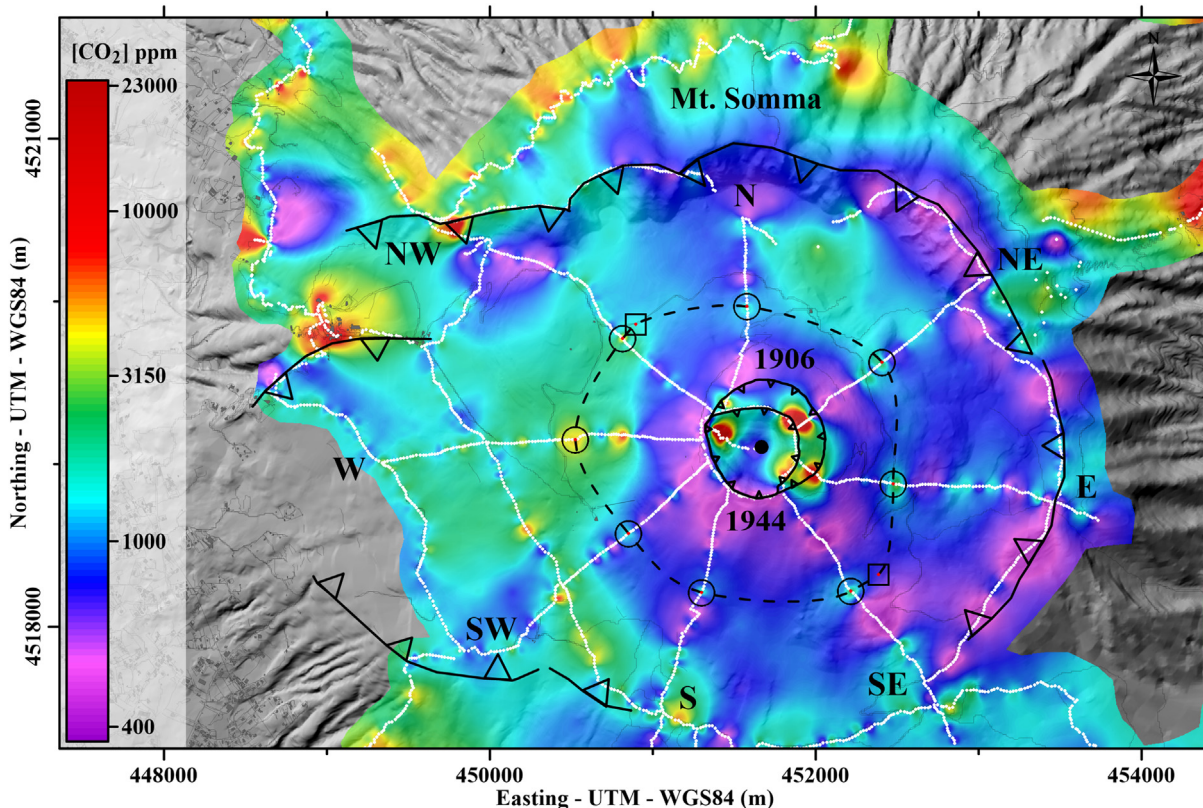 [CO₂] ppm
23000
10000
3150
1000
400
Northing - UTM - WGS84 (m)
4521000
4518000
N
Mt. Somma
N
NW
NE
1906
W
E
1944
SW
S
SE
448000
450000
452000
454000
Easting - UTM - WGS84 (m)